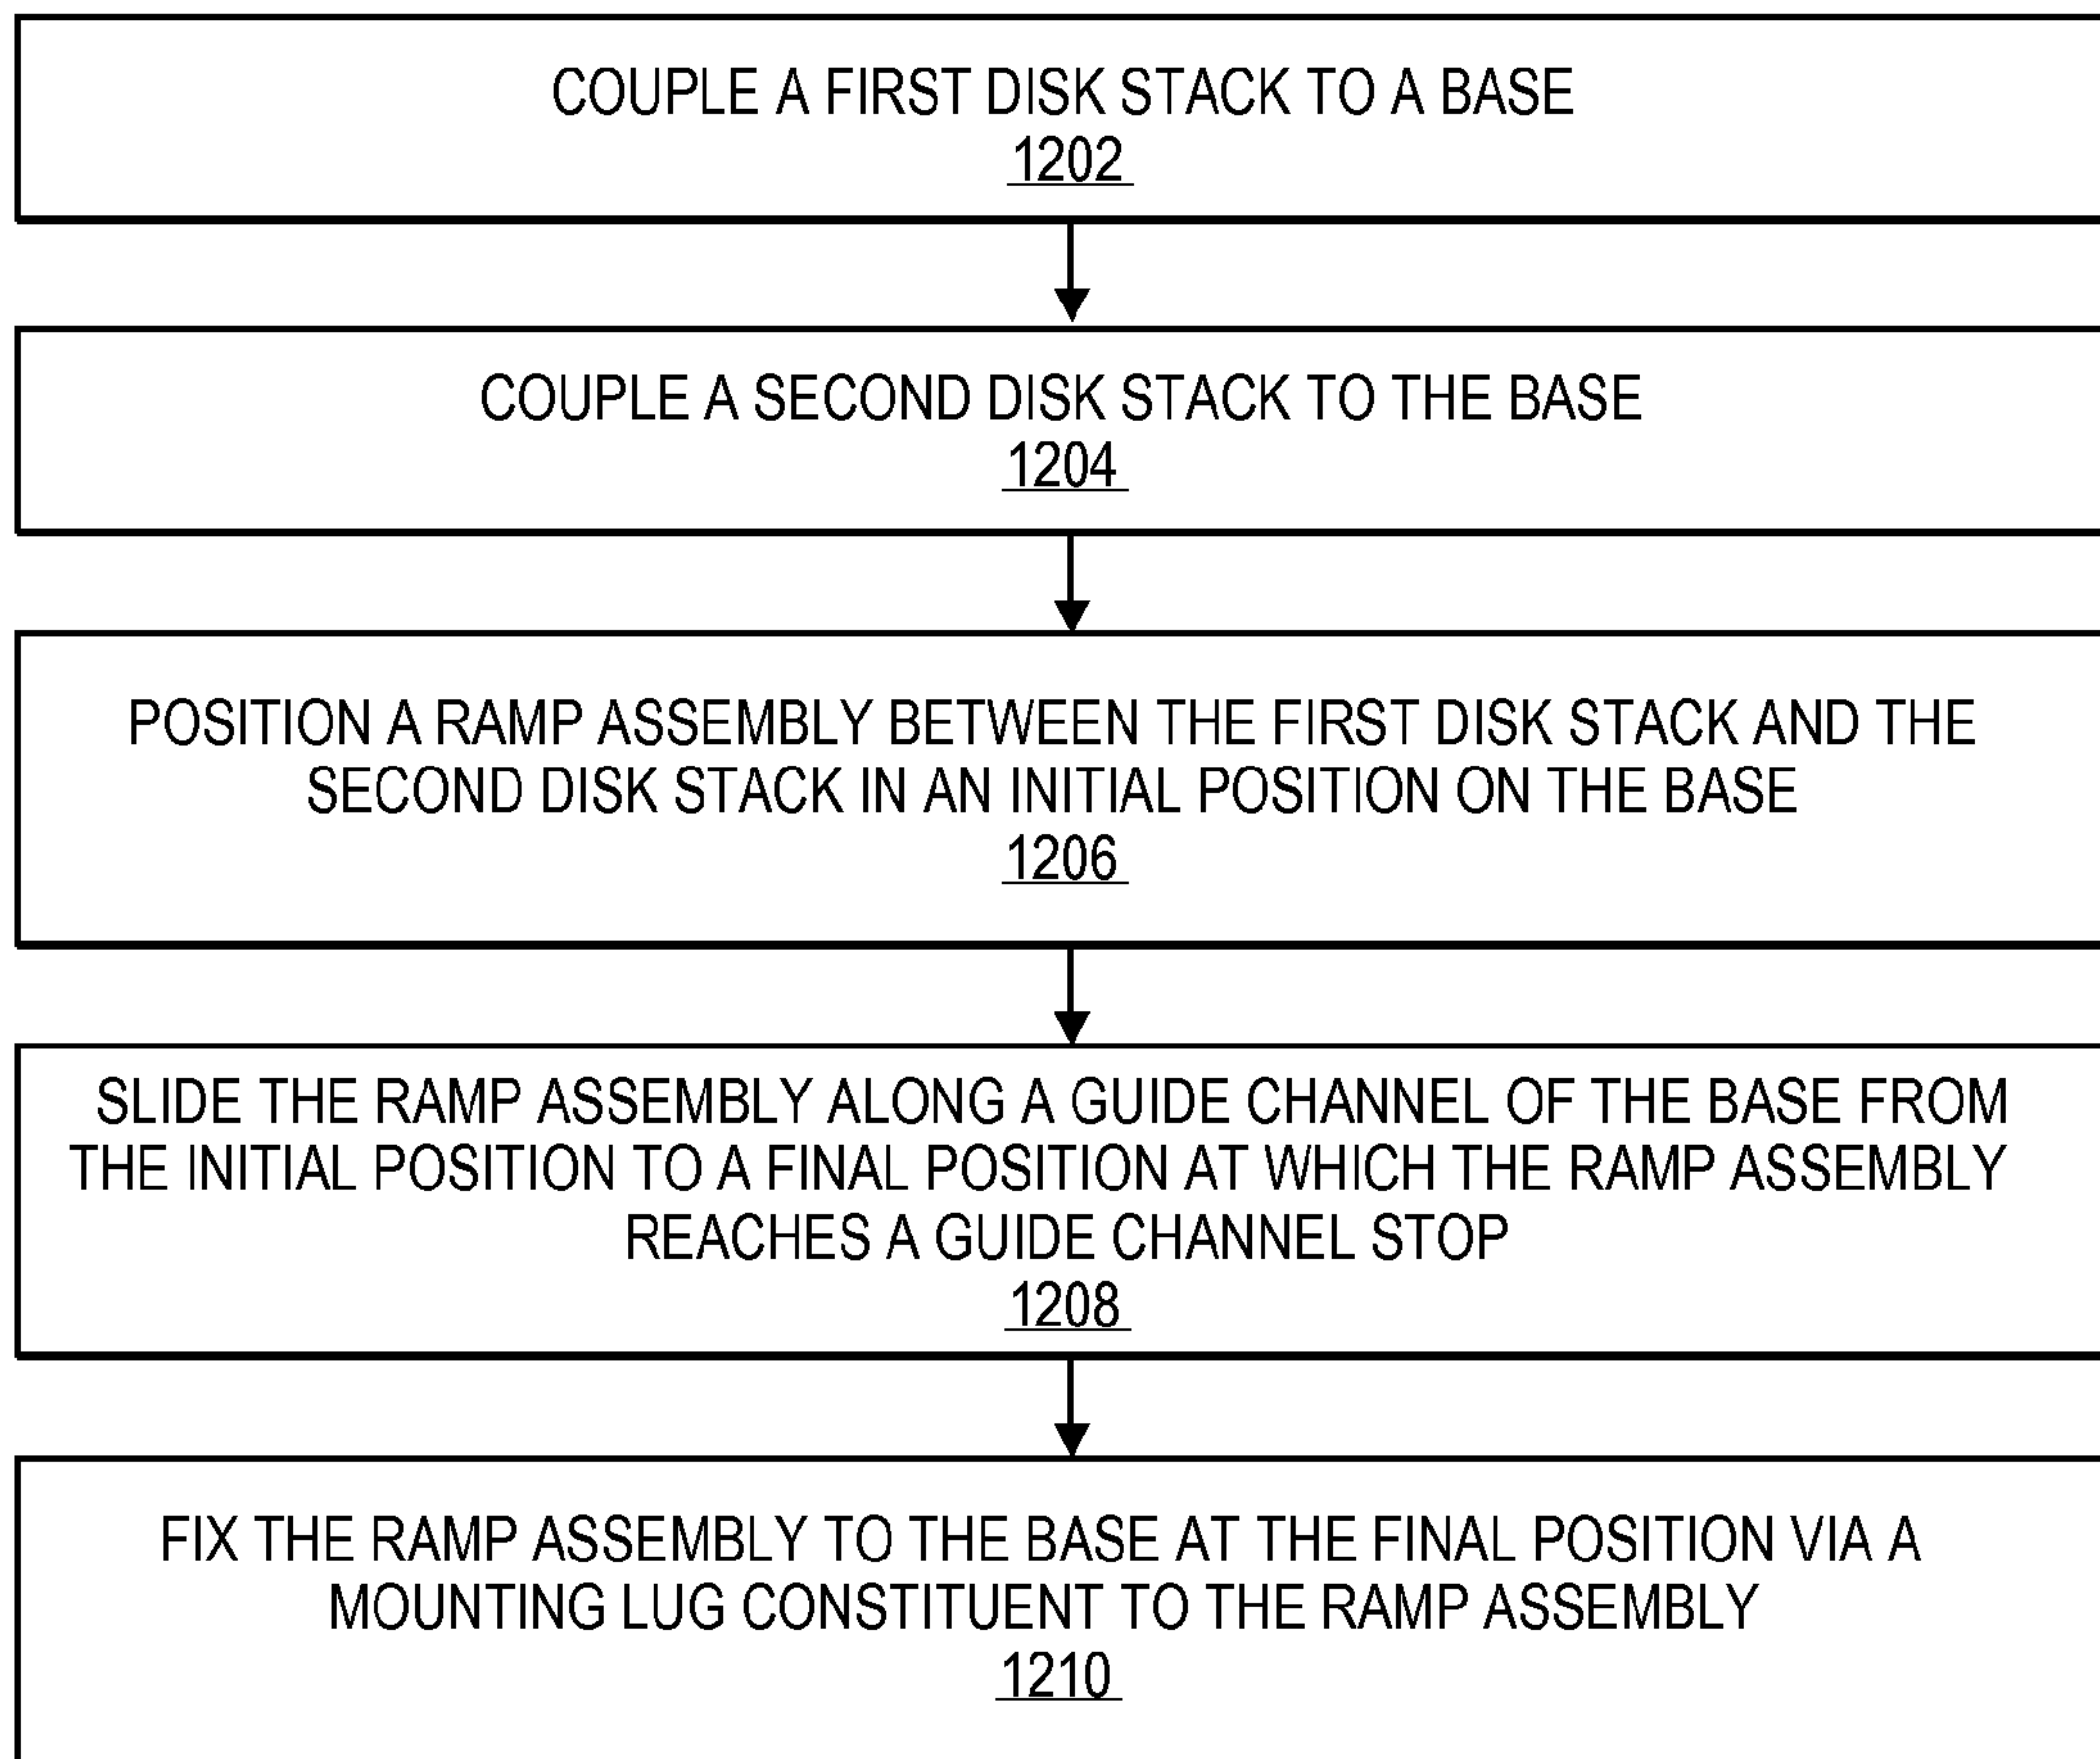 COUPLE A FIRST DISK STACK TO A BASE
1202
COUPLE A SECOND DISK STACK TO THE BASE
1204
POSITION A RAMP ASSEMBLY BETWEEN THE FIRST DISK STACK AND THE
SECOND DISK STACK IN AN INITIAL POSITION ON THE BASE
1206
SLIDE THE RAMP ASSEMBLY ALONG A GUIDE CHANNEL OF THE BASE FROM
THE INITIAL POSITION TO A FINAL POSITION AT WHICH THE RAMP ASSEMBLY
REACHES A GUIDE CHANNEL STOP
1208
FIX THE RAMP ASSEMBLY TO THE BASE AT THE FINAL POSITION VIA A
MOUNTING LUG CONSTITUENT TO THE RAMP ASSEMBLY
1210